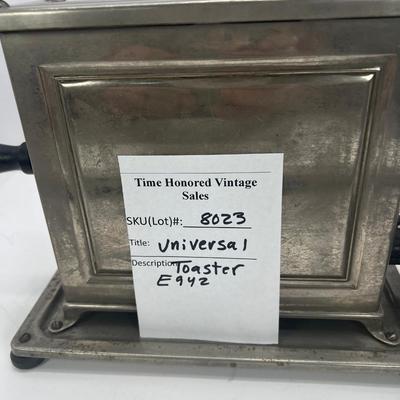 Time Honored Vintage
Sales
SKU(Lot)#: 8023
Title: Universal
Description: Toaster
E942